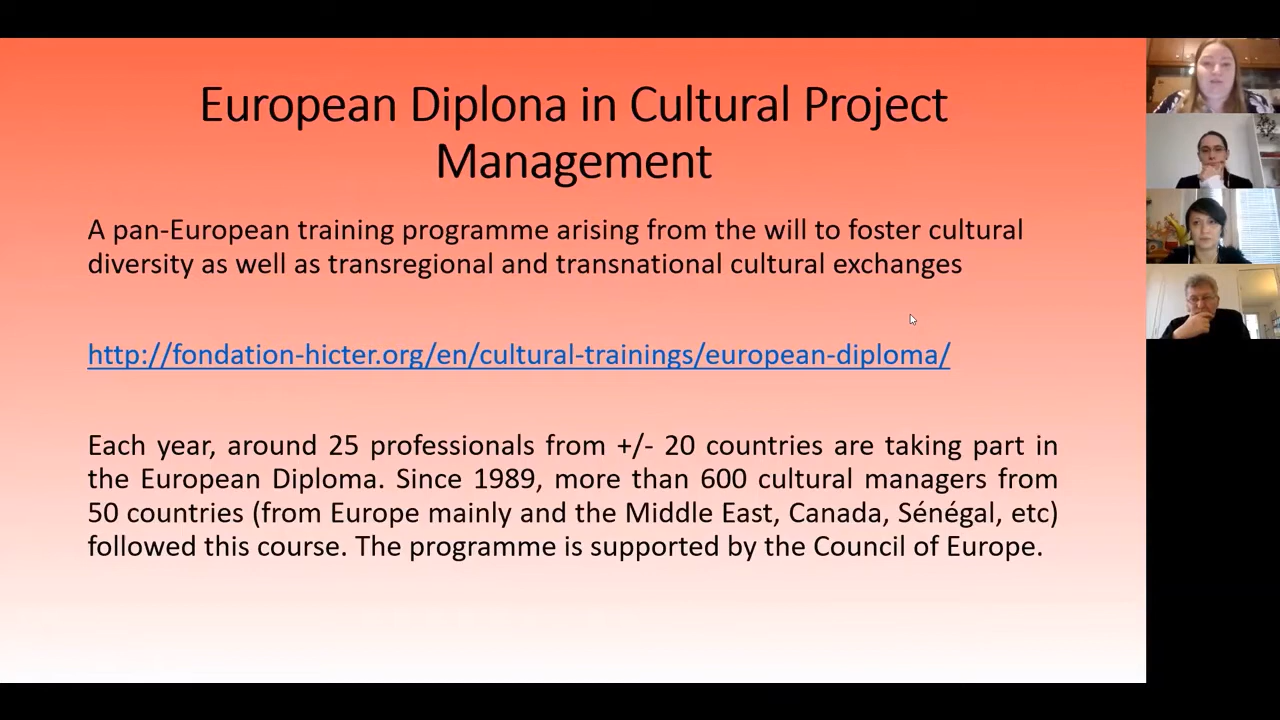 European Diplona in Cultural Project
Management
A pan-European training programme arising from the will to foster cultural
diversity as well as transregional and transnational cultural exchanges
http://fondation-hicter.org/en/cultural-trainings/european-diploma/
Each year, around 25 professionals from +/- 20 countries are taking part in
the European Diploma. Since 1989, more than 600 cultural managers from
50 countries (from Europe mainly and the Middle East, Canada, Sénégal, etc)
followed this course. The programme is supported by the Council of Europe.